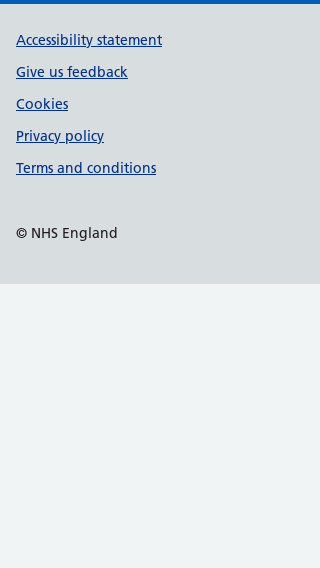 Accessibility statement
Give us feedback
Cookies
Privacy policy
Terms and conditions
© NHS England